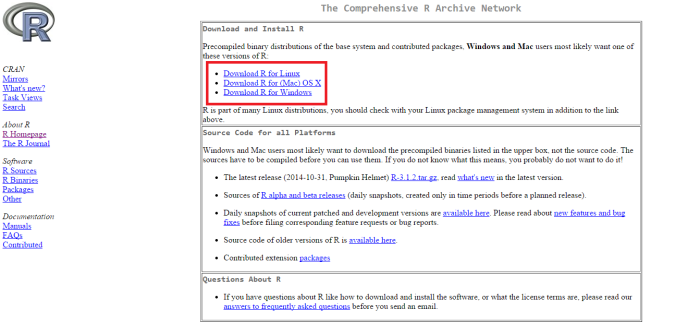 The Comprehensive R Archive Network
R
CRAN
Mirrors
What's new?
Task Views
Search
About R
R Homepage
The R Journal
Software
R Sources
R Binaries
Packages
Other
Documentation
Manuals
FAQs
Contributed
Download and Install R
Precompiled binary distributions of the base system and contributed packages, Windows and Mac users most likely want one of
these versions of R:
Download R for Linux
Download R for (Mac) OS X
Download R for Windows
R is part of many Linux distributions, you should check with your Linux package management system in addition to the link
above.
Source Code for all Platforms
Windows and Mac users most likely want to download the precompiled binaries listed in the upper box, not the source code. The
sources have to be compiled before you can use them. If you do not know what this means, you probably do not want to do it!
The latest release (2014-10-31, Pumpkin Helmet) R-3.1.2.tar.gz, read what's new in the latest version.
Sources of R alpha and beta releases (daily snapshots, created only in time periods before a planned release).
Daily snapshots of current patched and development versions are available here. Please read about new features and bug
fixes before filing corresponding feature requests or bug reports.
Source code of older versions of R is available here.
Contributed extension packages
Questions About R
If you have questions about R like how to download and install the software, or what the license terms are, please read our
answers to frequently asked questions before you send an email.